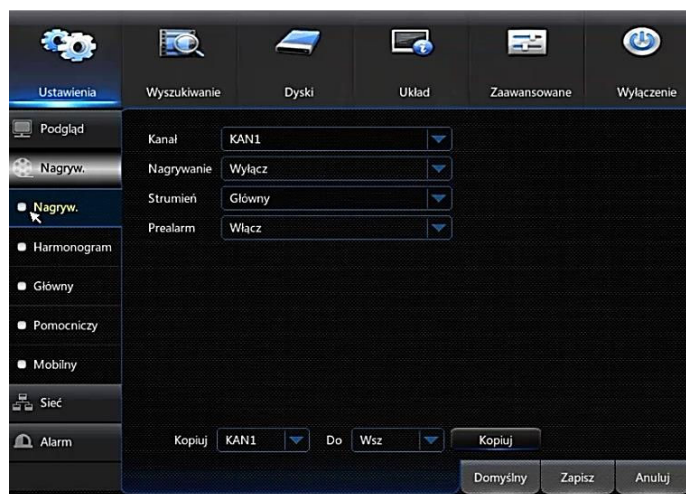 Ustawienia Wyszukiwanie Dyski Układ Zaawansowane Wyłączenie
Podgląd
Nagryw.
Nagryw.
Harmonogram
Główny
Pomocniczy
Mobilny
Sieć
Alarm
Kanał KAN1
Nagrywanie Wyłącz
Strumień Główny
Prealarm Włącz
Kopiuj KAN1 Do Wsz Kopiuj
Domyślny Zapisz Anuluj